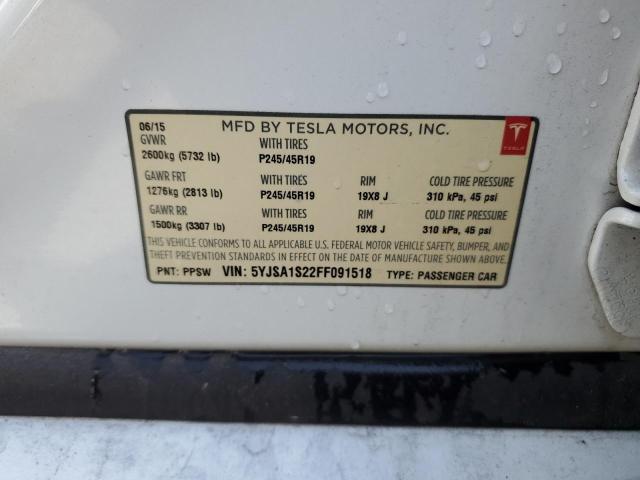 06/15 MFD BY TESLA MOTORS, INC.
GVWR WITH TIRES
2600kg (5732 lb) P245/45R19
TESLA
GAWR FRT WITH TIRES RIM COLD TIRE PRESSURE
1276kg (2813 lb) P245/45R19 19X8 J 310 kPa, 45 psi
GAWR RR WITH TIRES RIM COLD TIRE PRESSURE
1500kg (3307 lb) P245/45R19 19X8 J 310 kPa, 45 psi
THIS VEHICLE CONFORMS TO ALL APPLICABLE U.S. FEDERAL MOTOR VEHICLE SAFETY, BUMPER, AND
THEFT PREVENTION STANDARDS IN EFFECT ON THE DATE OF MANUFACTURE SHOWN ABOVE.
PNT: PPSW VIN: 5YJSA1S22FF091518 TYPE: PASSENGER CAR